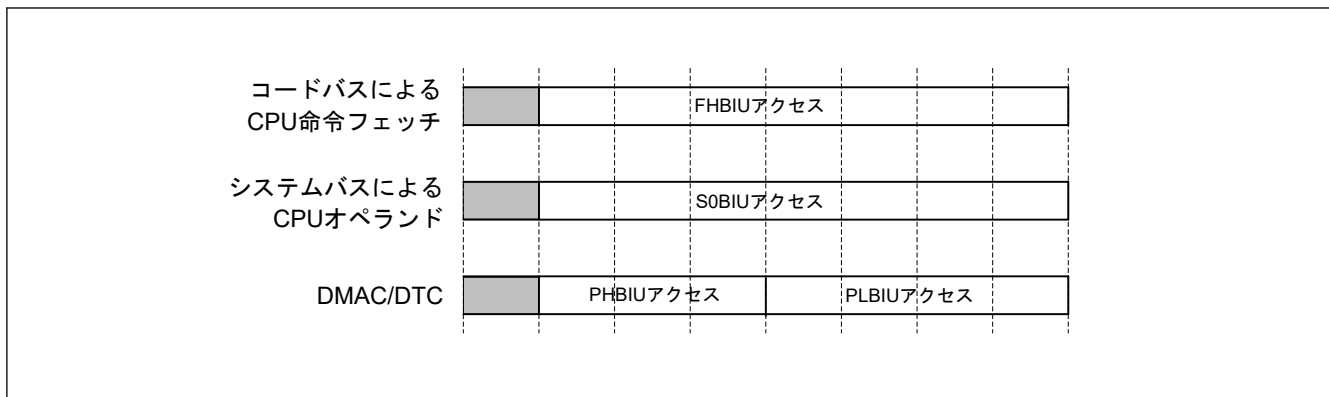 コードバスによる
CPU命令フェッチ
FHBIUアクセス
システムバスによる
CPUオペランド
S0BIUアクセス
DMAC/DTC
PHBIUアクセス
PLBIUアクセス